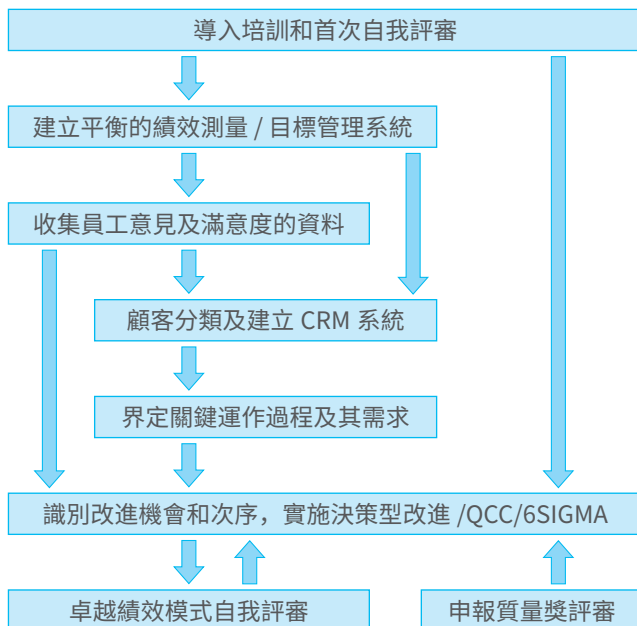 導入培訓和首次自我評審
建立平衡的績效測量 / 目標管理系統
收集員工意見及滿意度的資料
顧客分類及建立 CRM 系統
界定關鍵運作過程及其需求
識別改進機會和次序，實施決策型改進 /QCC/6SIGMA
卓越績效模式自我評審
申報質量獎評審